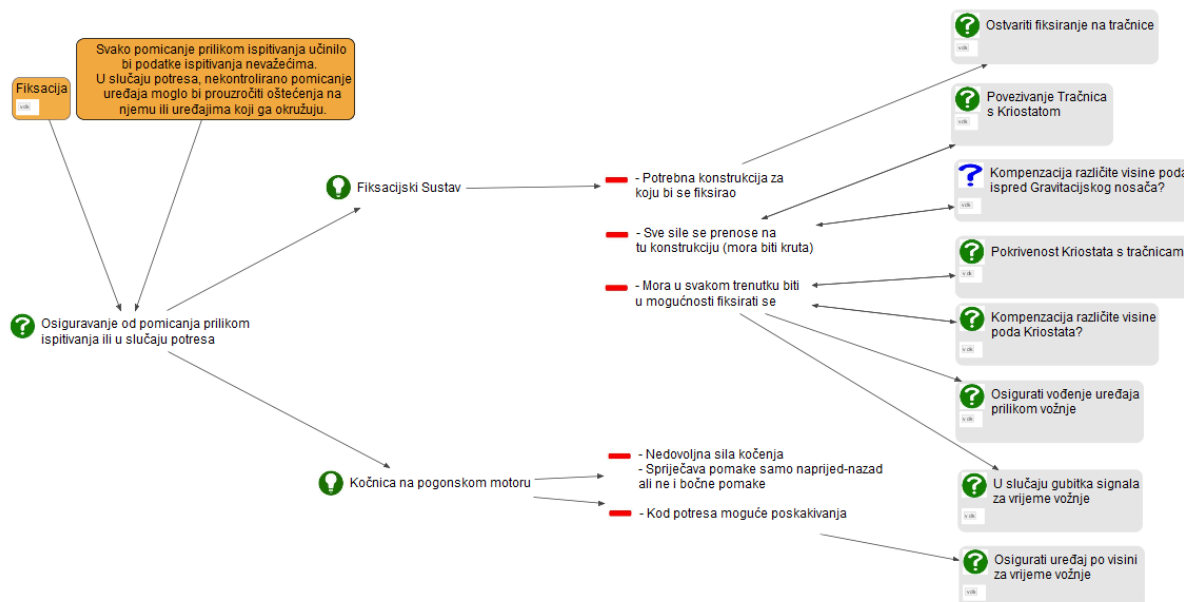 Fiksacija
Svako pomicanje prilikom ispitivanja učinilo
bi podatke ispitivanja nevažećima.
U slučaju potresa, nekontrolirano pomicanje
uređaja moglo bi prouzročiti oštećenja na
njemu ili uređajima koji ga okružuju.
Osiguravanje od pomicanja prilikom
ispitivanja ili u slučaju potresa
Fiksacijski Sustav
- Potrebna konstrukcija za
koju bi se fiksirao
- Sve sile se prenose na
tu konstrukciju (mora biti kruta)
- Mora u svakom trenutku biti
u mogućnosti fiksirati se
Kočnica na pogonskom motoru
- Nedovoljna sila kočenja
- Spriječava pomake samo naprijed-nazad
ali ne i bočne pomake
- Kod potresa moguće poskakivanja
Ostvariti fiksiranje na tračnice
Povezivanje Tračnica
s Kriostatom
Kompenzacija različite visine poda
ispred Gravitacijskog nosača?
Pokrivenost Kriostata s tračnicam
Kompenzacija različite visine
poda Kriostata?
Osigurati vođenje uređaja
prilikom vožnje
U slučaju gubitka signala
za vrijeme vožnje
Osigurati uređaj po visini
za vrijeme vožnje